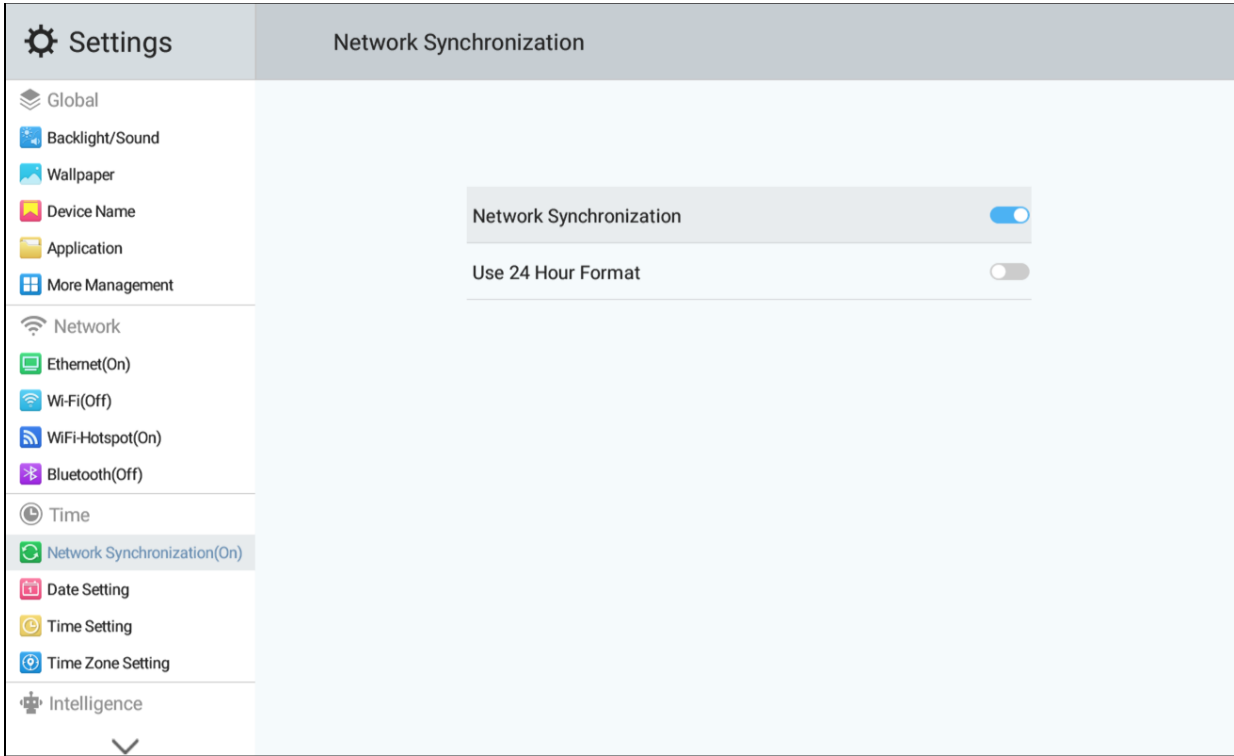 Settings
Network Synchronization
Global
Backlight/Sound
Wallpaper
Device Name
Application
More Management
Network
Ethernet(On)
Wi-Fi(Off)
WiFi-Hotspot(On)
Bluetooth(Off)
Time
Network Synchronization(On)
Date Setting
Time Setting
Time Zone Setting
Intelligence
Network Synchronization
Use 24 Hour Format